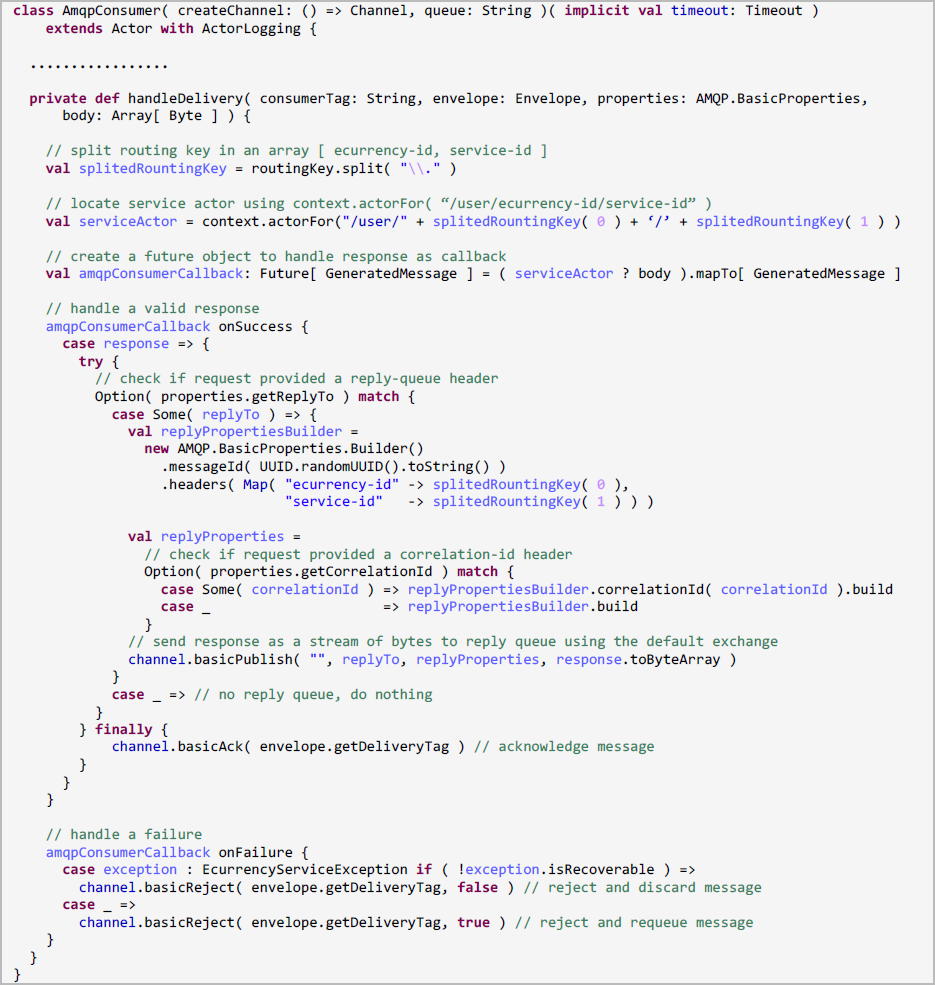 class AmqpConsumer( createChannel: () => Channel, queue: String )( implicit val timeout: Timeout )
    extends Actor with ActorLogging {

  .................

  private def handleDelivery( consumerTag: String, envelope: Envelope, properties: AMQP.BasicProperties,
      body: Array[ Byte ] ) {

    // split routing key in an array [ ecurrency-id, service-id ]
    val splitedRountingKey = routingKey.split( "\\." )

    // locate service actor using context.actorFor( “/user/ecurrency-id/service-id” )
    val serviceActor = context.actorFor("/user/" + splitedRountingKey( 0 ) + ‘/’ + splitedRountingKey( 1 ) )

    // create a future object to handle response as callback
    val amqpConsumerCallback: Future[ GeneratedMessage ] = ( serviceActor ? body ).mapTo[ GeneratedMessage ]

    // handle a valid response
    amqpConsumerCallback onSuccess {
      case response => {
        try {
          // check if request provided a reply-queue header
          Option( properties.getReplyTo ) match {
            case Some( replyTo ) => {
              val replyPropertiesBuilder =
                new AMQP.BasicProperties.Builder()
                  .messageId( UUID.randomUUID().toString() )
                  .headers( Map( "ecurrency-id" -> splitedRountingKey( 0 ),
                                 "service-id"   -> splitedRountingKey( 1 ) ) )

              val replyProperties =
                // check if request provided a correlation-id header
                Option( properties.getCorrelationId ) match {
                  case Some( correlationId ) => replyPropertiesBuilder.correlationId( correlationId ).build
                  case _                     => replyPropertiesBuilder.build
                }
              // send response as a stream of bytes to reply queue using the default exchange
              channel.basicPublish( "", replyTo, replyProperties, response.toByteArray )
            }
            case _ => // no reply queue, do nothing
          }
        } finally {
            channel.basicAck( envelope.getDeliveryTag ) // acknowledge message
        }
      }
    }

    // handle a failure
    amqpConsumerCallback onFailure {
      case exception : EcurrencyServiceException if ( !exception.isRecoverable ) =>
        channel.basicReject( envelope.getDeliveryTag, false ) // reject and discard message
      case _ =>
        channel.basicReject( envelope.getDeliveryTag, true ) // reject and requeue message
    }
  }
}